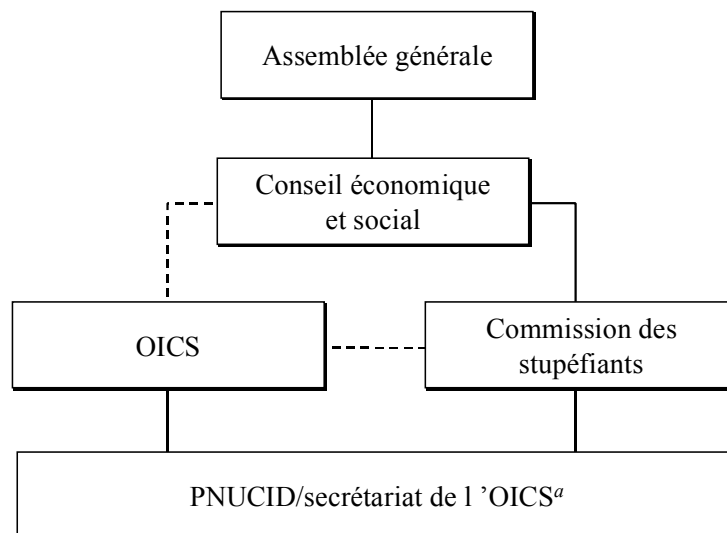 Assemblée générale
Conseil économique
et social
OICS
Commission des
stupéfiants
PNUCID/secrétariat de l ’OICSa